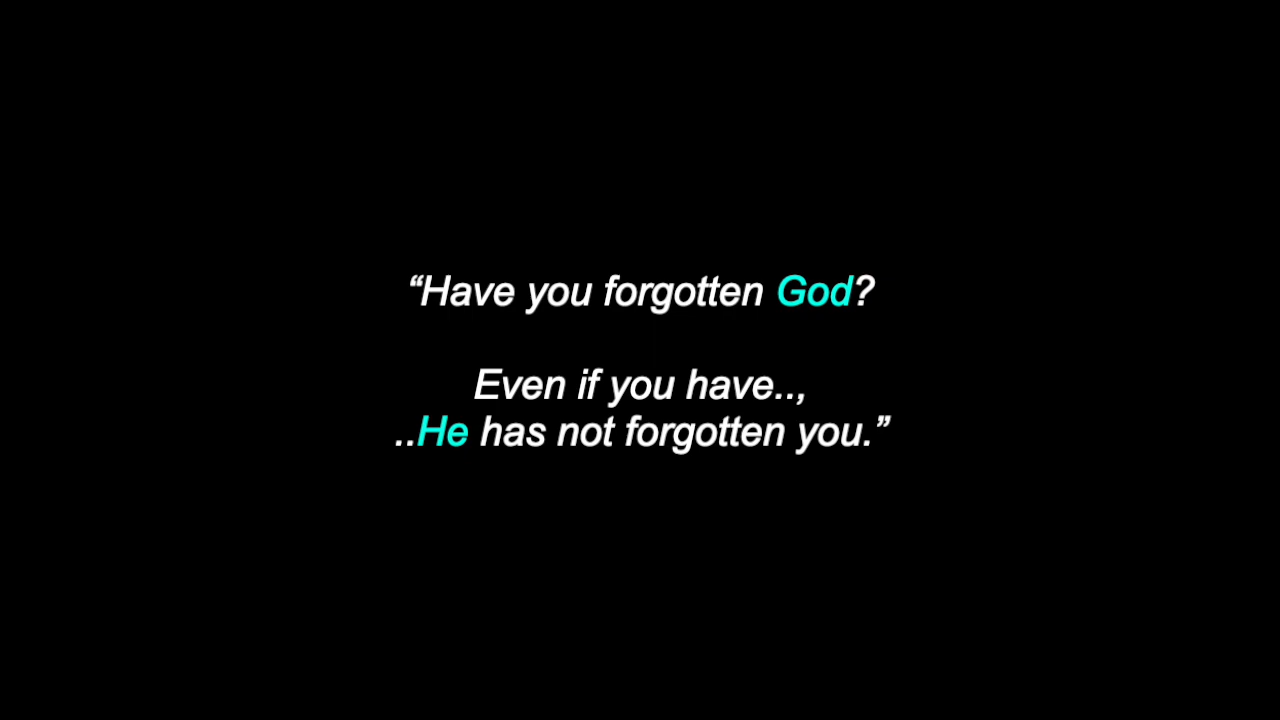 “Have you forgotten God?
Even if you have..,
..He has not forgotten you.”